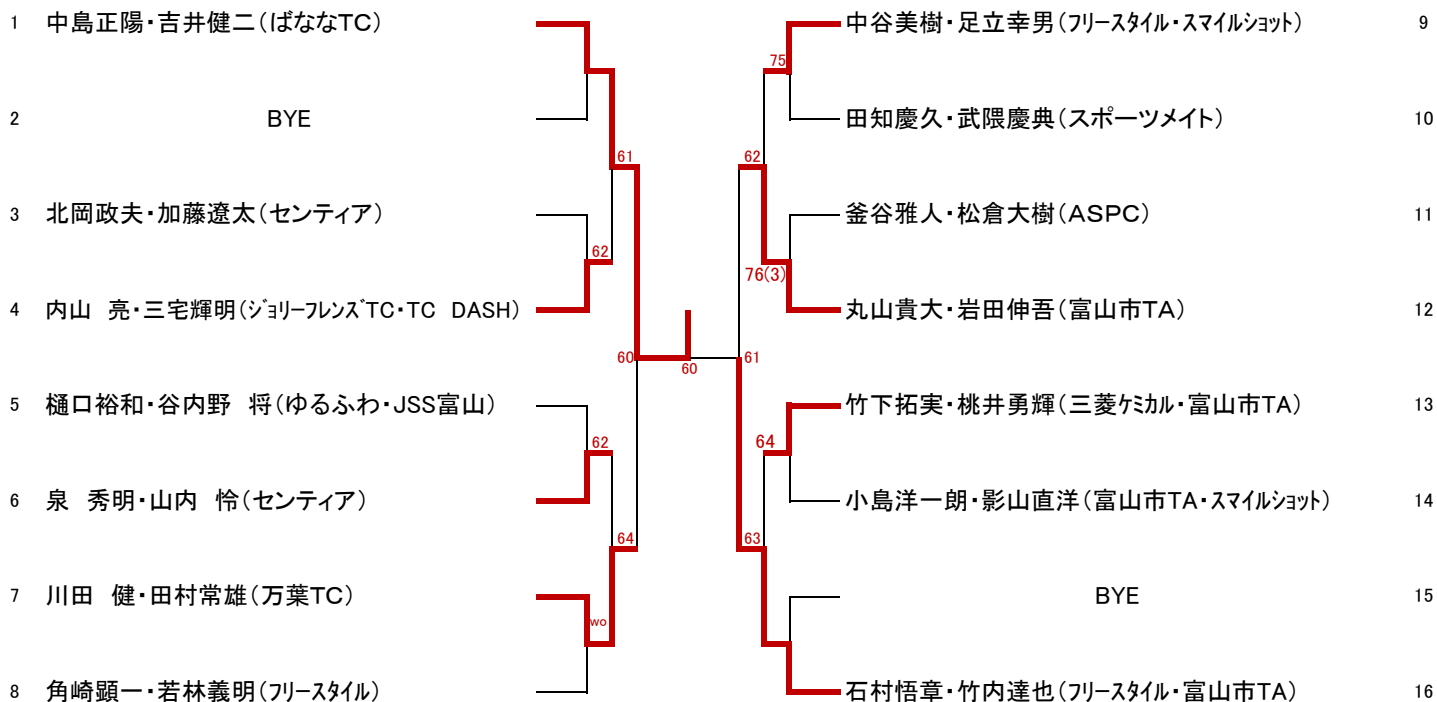 1 中島正陽・吉井健二(ばななTC)
中谷美樹・足立幸男(フリースタイル・スマイルショット) 9
75
2 BYE
田知慶久・武隈慶典(スポーツメイト) 10
61
62
3 北岡政夫・加藤遼太(センティア)
釜谷雅人・松倉大樹(ASPC) 11
62
76(3)
4 内山 亮・三宅輝明(ジョリーフレンズTC・TC DASH)
丸山貴大・岩田伸吾(富山市TA) 12
60
60
61
5 樋口裕和・谷内野 将(ゆるふわ・JSS富山)
竹下拓実・桃井勇輝(三菱ケミカル・富山市TA) 13
62
64
6 泉 秀明・山内 怜(センティア)
小島洋一朗・影山直洋(富山市TA・スマイルショット) 14
64
63
7 川田 健・田村常雄(万葉TC)
BYE 15
wo
8 角崎顕一・若林義明(フリースタイル)
石村悟章・竹内達也(フリースタイル・富山市TA) 16